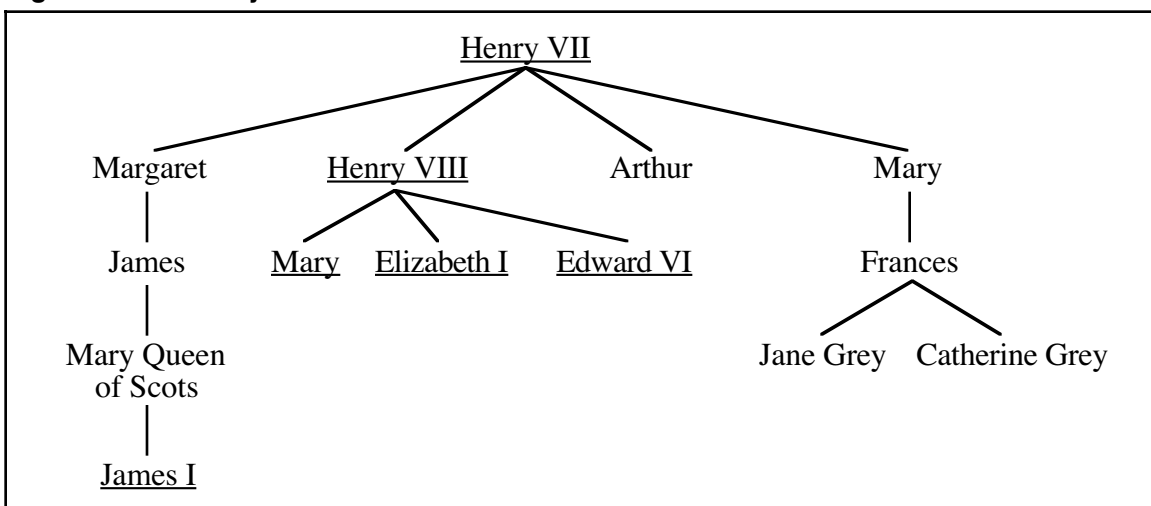 Henry VII
Margaret Henry VIII Arthur Mary
James Mary Elizabeth I Edward VI Frances
Mary Queen
of Scots
Jane Grey Catherine Grey
James I